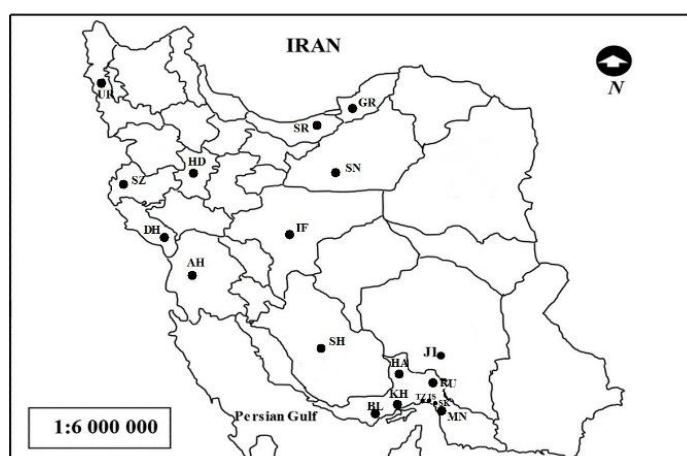 IRAN
N
UR
GR
SR
HD
SN
SZ
DH
IF
AH
SH
JI
HA
RU
KH
BL
MN
Persian Gulf
1:6 000 000